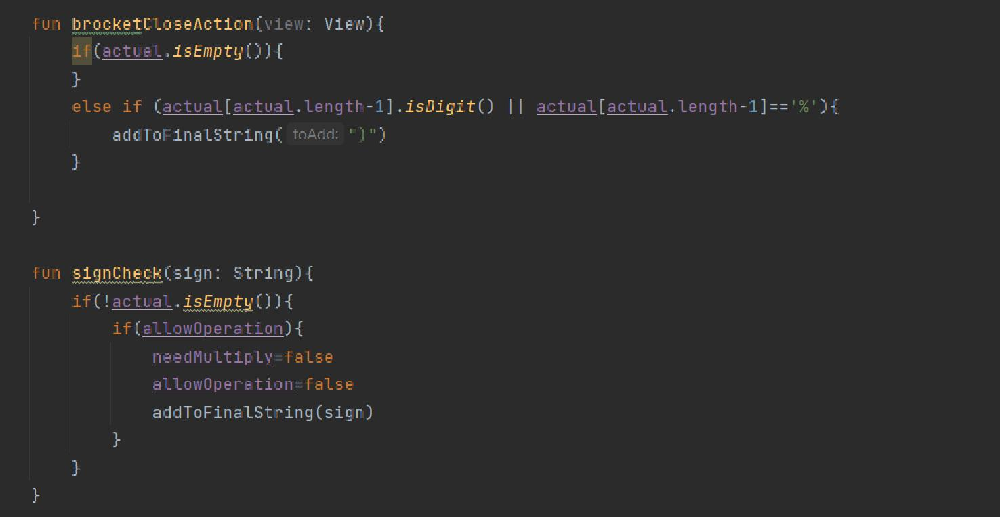 fun brocketCloseAction(view: View){
if(actual.isEmpty()){
}
else if (actual[actual.length-1].isDigit() || actual[actual.length-1]=='%'){
addToFinalString( toAdd: ")")
}
}
fun signCheck(sign: String){
if(!actual.isEmpty()){
if(allowOperation){
needMultiply=false
allowOperation=false
addToFinalString(sign)
}
}
}